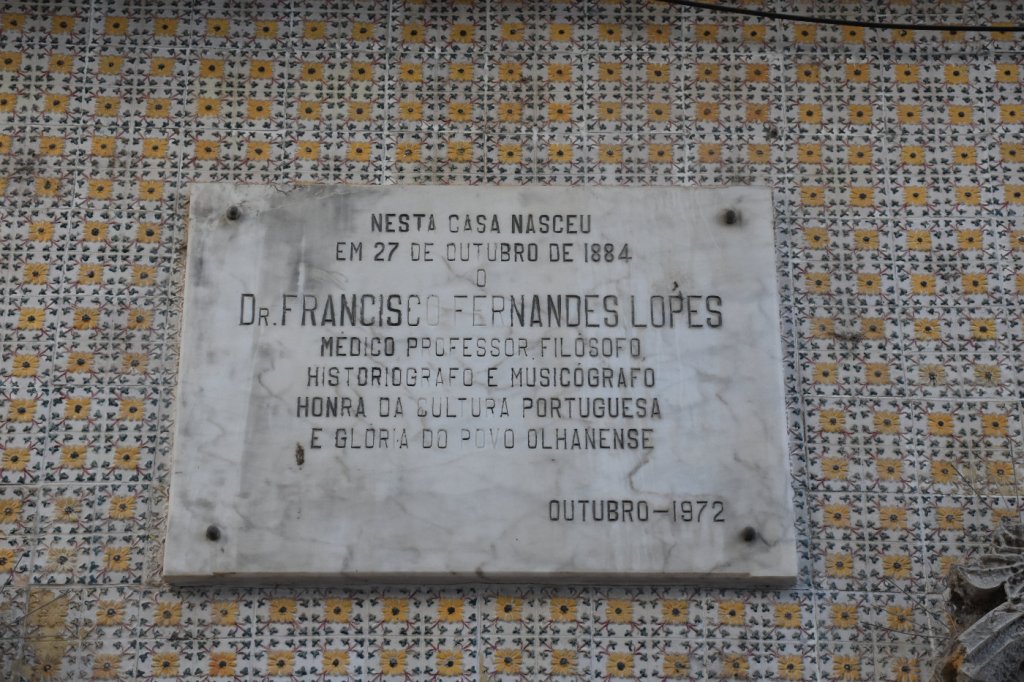 NESTA CASA NASCEU
EM 27 DE OUTUBRO DE 1884
O
DR. FRANCISCO FERNANDES LOPES
MÉDICO PROFESSOR, FILÓSOFO,
HISTORIOGRAFO E MUSICÓGRAFO
HONRA DA CULTURA PORTUGUESA
E GLÓRIA DO POVO OLHANENSE
OUTUBRO-1972